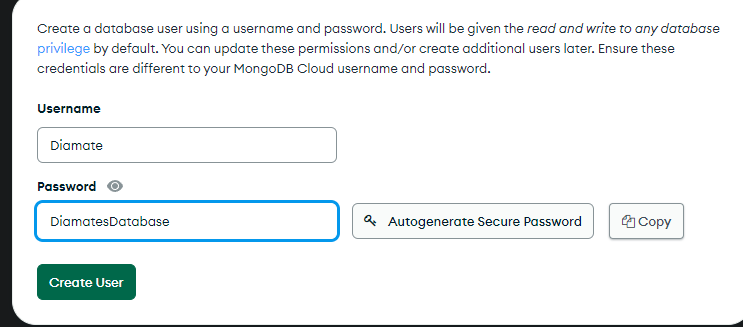 Create a database user using a username and password. Users will be given the read and write to any database
privilege by default. You can update these permissions and/or create additional users later. Ensure these
credentials are different to your MongoDB Cloud username and password.
Username
Diamate
Password
DiamatesDatabase
Autogenerate Secure Password
Copy
Create User